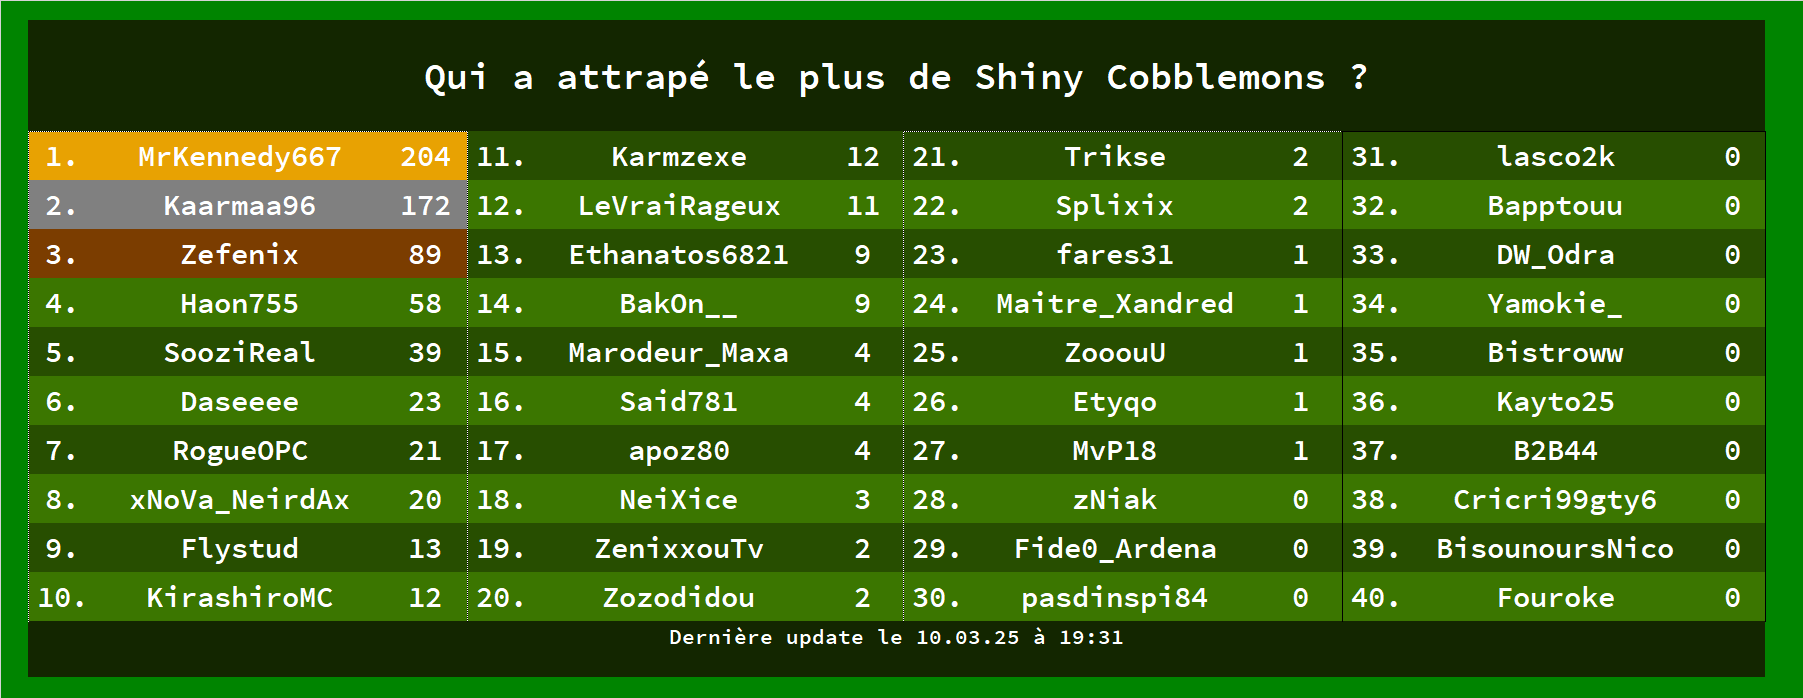 Qui a attrapé le plus de Shiny Cobblemons ?
1. MrKennedy667 204
2. Kaarmaa96 172
3. Zefenix 89
4. Haon755 58
5. SooziReal 39
6. Daseeee 23
7. RogueOPC 21
8. xNoVa_NeirdAx 20
9. Flystud 13
10. KirashiroMC 12
11. Karmzexe 12
12. LeVraiRageux 11
13. Ethanatos6821 9
14. BakOn__ 9
15. Marodeur_Maxa 4
16. Said781 4
17. apoz80 4
18. NeiXice 3
19. ZenixxouTv 2
20. Zozodidou 2
21. Trikse 2
22. Splixix 2
23. fares31 1
24. Maitre_Xandred 1
25. ZooouU 1
26. Etyqo 1
27. MvP18 1
28. zNiak 0
29. Fide0_Ardena 0
30. pasdinspi84 0
31. lasco2k 0
32. Bapptouu 0
33. DW_Odra 0
34. Yamokie_ 0
35. Bistroww 0
36. Kayto25 0
37. B2B44 0
38. Cricri99gty6 0
39. BisounoursNico 0
40. Fouroke 0
Dernière update le 10.03.25 à 19:31